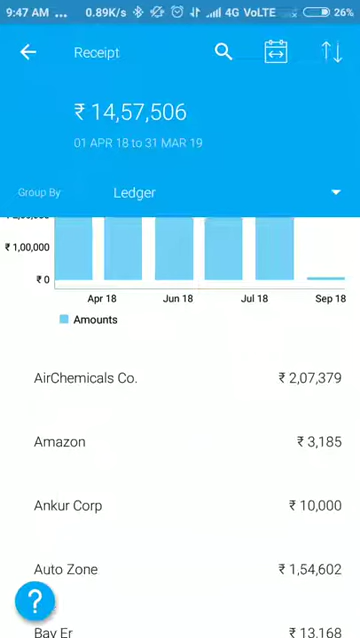 9:47 AM ... 0.89K/s 4G VoLTE 26%
Receipt
₹ 14,57,506
01 APR 18 to 31 MAR 19
Group By Ledger
₹ 1,00,000
₹ 0
Apr 18 Jun 18 Jul 18 Sep 18
Amounts
AirChemicals Co. ₹ 2,07,379
Amazon ₹ 3,185
Ankur Corp ₹ 10,000
Auto Zone ₹ 1,54,602
?
Bay Er ₹ 13,168